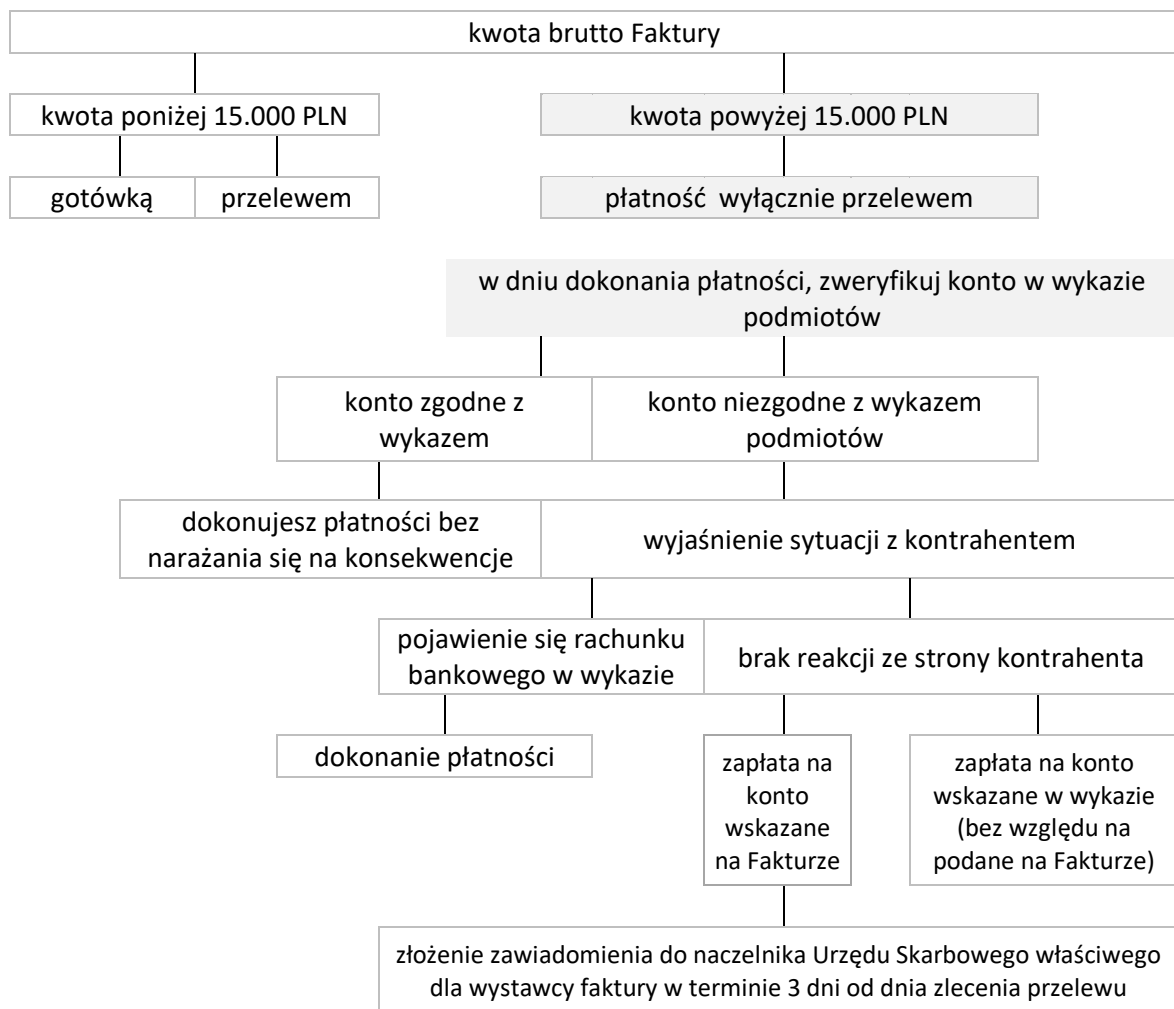 kwota brutto Faktury
kwota poniżej 15.000 PLN
kwota powyżej 15.000 PLN
gotówką
przelewem
płatność wyłącznie przelewem
w dniu dokonania płatności, zweryfikuj konto w wykazie
podmiotów
konto zgodne z
wykazem
konto niezgodne z wykazem
podmiotów
dokonujesz płatności bez
narażania się na konsekwencje
wyjaśnienie sytuacji z kontrahentem
pojawienie się rachunku
bankowego w wykazie
brak reakcji ze strony kontrahenta
dokonanie płatności
zapłata na
konto
wskazane
na Fakturze
zapłata na konto
wskazane w wykazie
(bez względu na
podane na Fakturze)
złożenie zawiadomienia do naczelnika Urzędu Skarbowego właściwego
dla wystawcy faktury w terminie 3 dni od dnia zlecenia przelewu